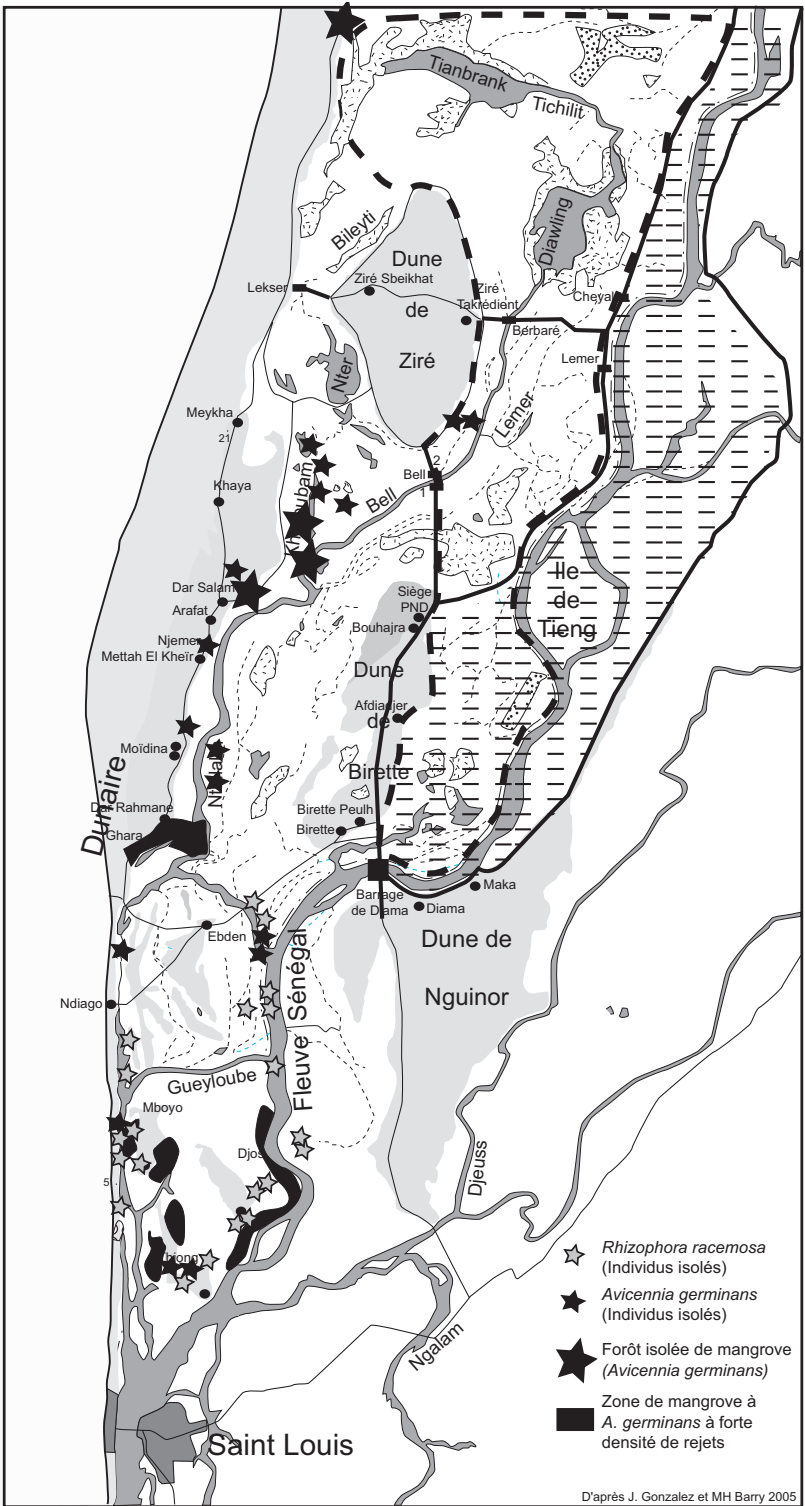 Tianbrank
Tichilit
Bileyti
Diawling
Dune
de
Ziré
Ziré Sbeikhat
Lekser
Ziré
Takrédient
Cheyal
Berbaré
Lemer
Nter
Lemer
Meykha
21
Khaya
Bell
2
1
Bell
Dar Salam
Arafat
Njemer
Mettah El Kheïr
Siège
PND
Bouhajra
Ile
de
Tieng
Dune
de
Birette
Afdiadjer
Moïdina
Dunaire
Dar Rahmane
Ghara
Birette Peulh
Birette
Barrage
de Diama
Maka
Diama
Ebden
Dune de
Nguinor
Ndiago
Fleuve Sénégal
Gueyloube
Mboyo
Djos
5
Djeuss
Ngalam
Saint Louis
Rhizophora racemosa
(Individus isolés)
Avicennia germinans
(Individus isolés)
Forôt isolée de mangrove
(Avicennia germinans)
Zone de mangrove à
A. germinans à forte
densité de rejets
D'après J. Gonzalez et MH Barry 2005